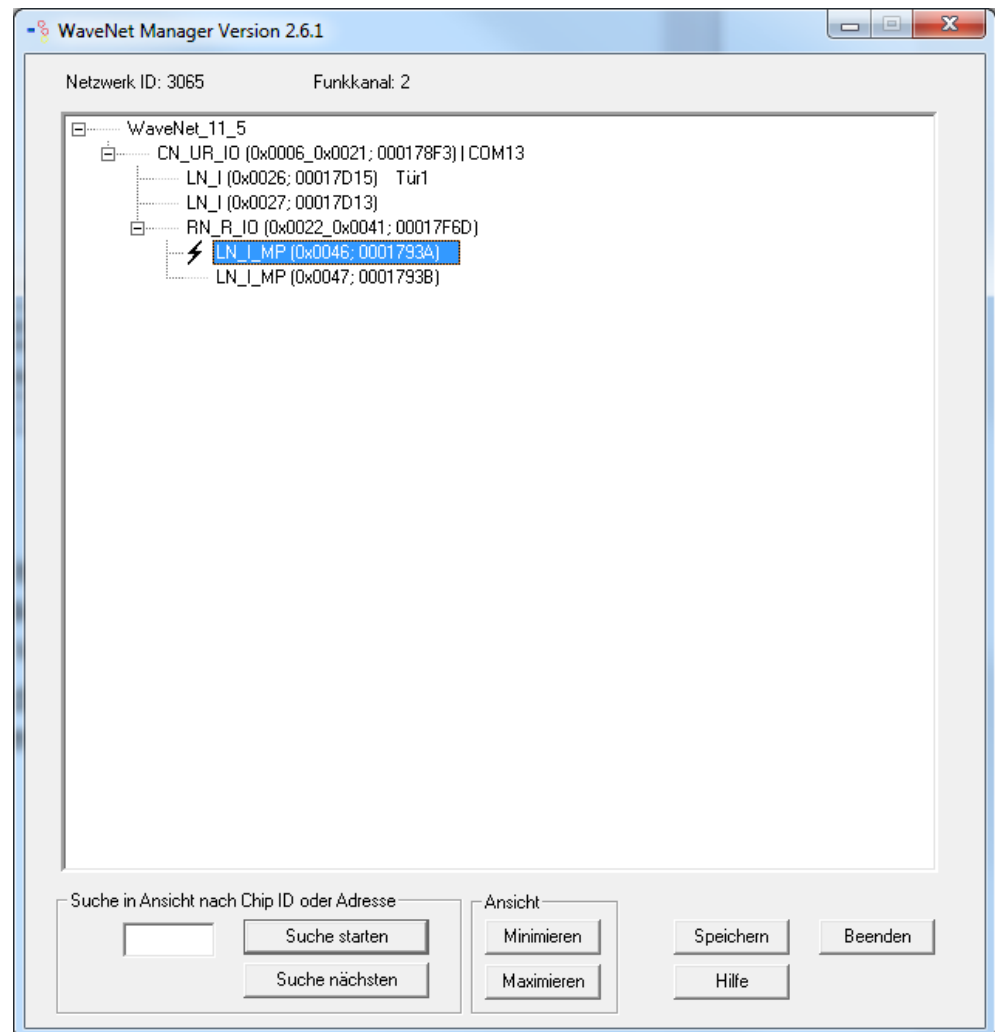 WaveNet Manager Version 2.6.1
Netzwerk ID: 3065 Funkkanal: 2
WaveNet_11_5
CN_UR_IO (0x0006_0x0021; 000178F3) | COM13
LN_I (0x0026; 00017D15) Tür1
LN_I (0x0027; 00017D13)
RN_R_IO (0x0022_0x0041; 00017F6D)
LN_I_MP (0x0046; 0001793A)
LN_I_MP (0x0047; 0001793B)
Suche in Ansicht nach Chip ID oder Adresse
Suche starten
Suche nächsten
Ansicht
Minimieren
Maximieren
Speichern
Hilfe
Beenden